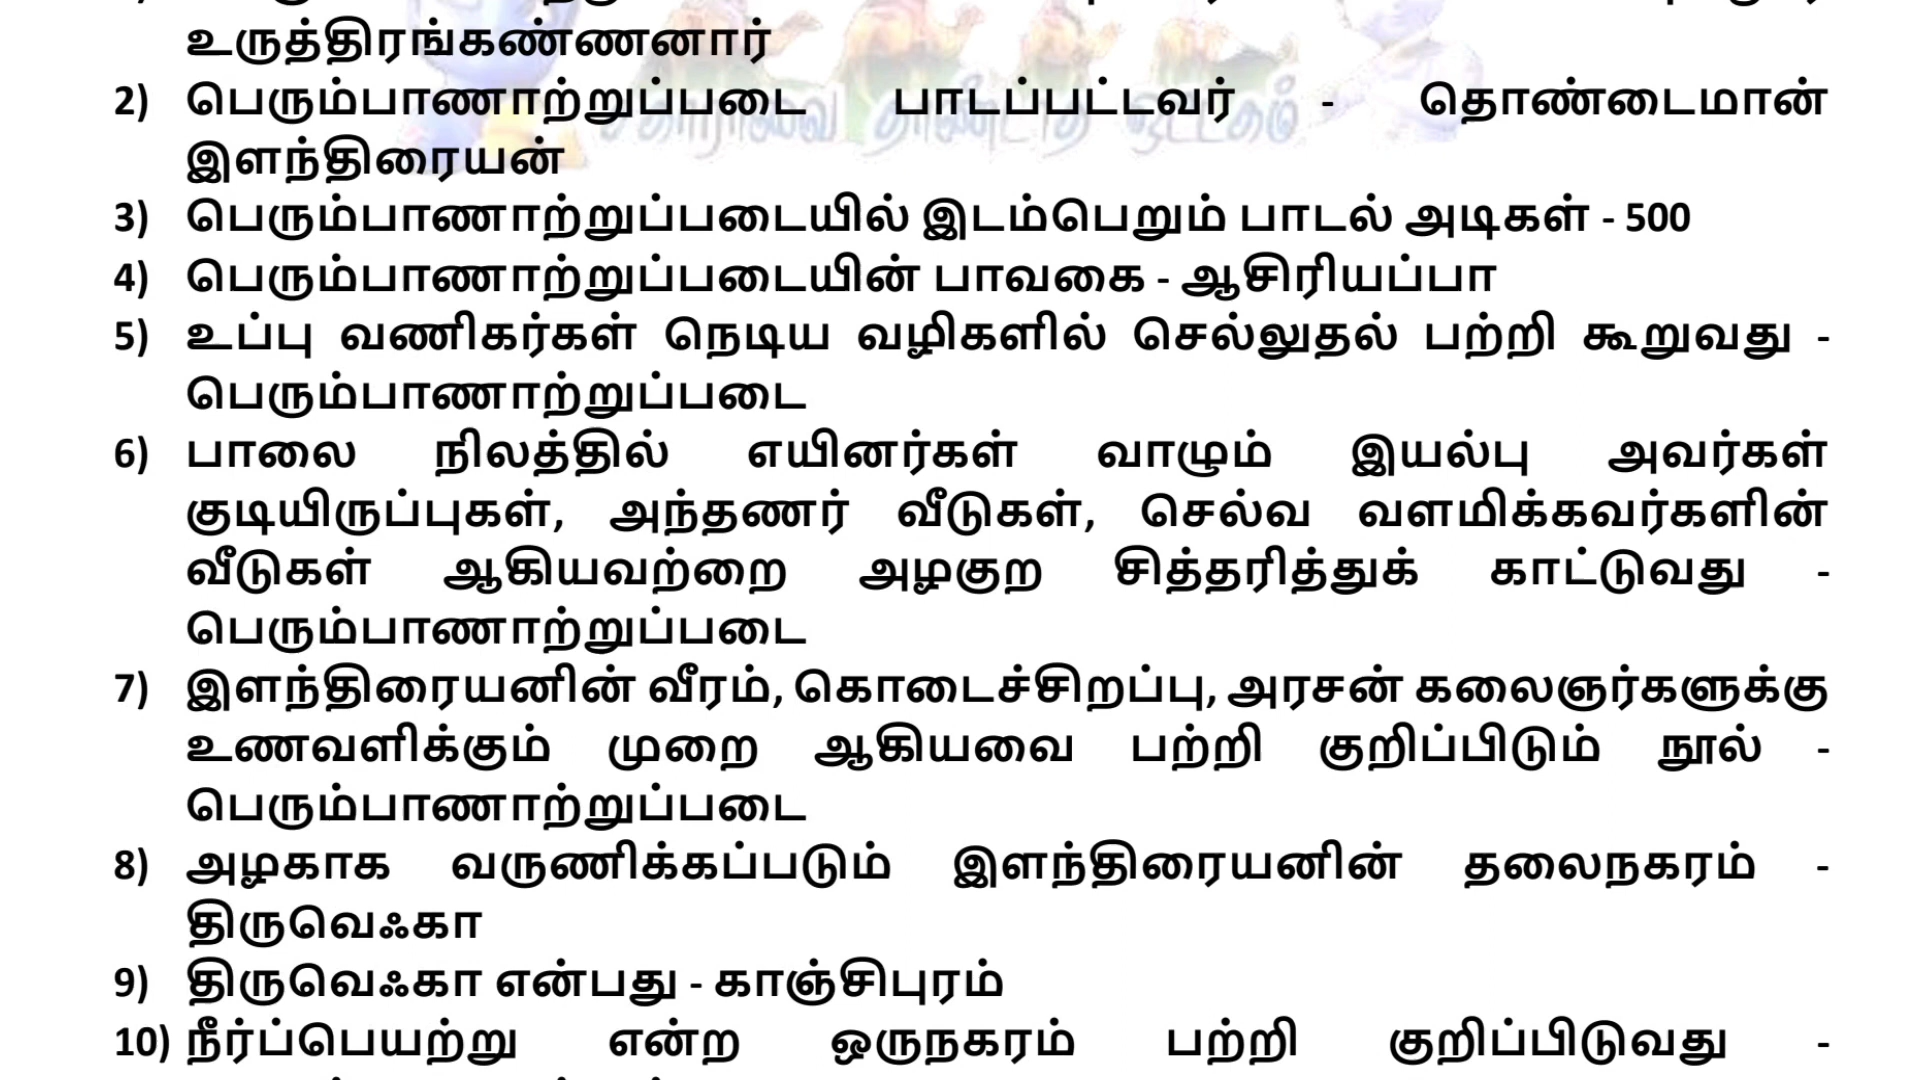 உருத்திரங்கண்ணனார்
2) பெரும்பாணாற்றுப்படை பாடப்பட்டவர் - தொண்டைமான்
சகாராவை தாண்டாத ஒட்டகம்
இளந்திரையன்
3) பெரும்பாணாற்றுப்படையில் இடம்பெறும் பாடல் அடிகள் - 500
4) பெரும்பாணாற்றுப்படையின் பாவகை - ஆசிரியப்பா
5) உப்பு வணிகர்கள் நெடிய வழிகளில் செல்லுதல் பற்றி கூறுவது -
பெரும்பாணாற்றுப்படை
6) பாலை நிலத்தில் எயினர்கள் வாழும் இயல்பு அவர்கள்
குடியிருப்புகள், அந்தணர் வீடுகள், செல்வ வளமிக்கவர்களின்
வீடுகள் ஆகியவற்றை அழகுற சித்தரித்துக் காட்டுவது -
பெரும்பாணாற்றுப்படை
7) இளந்திரையனின் வீரம், கொடைச்சிறப்பு, அரசன் கலைஞர்களுக்கு
உணவளிக்கும் முறை ஆகியவை பற்றி குறிப்பிடும் நூல் -
பெரும்பாணாற்றுப்படை
8) அழகாக வருணிக்கப்படும் இளந்திரையனின் தலைநகரம் -
திருவெஃகா
9) திருவெஃகா என்பது - காஞ்சிபுரம்
10) நீர்ப்பெயற்று என்ற ஒருநகரம் பற்றி குறிப்பிடுவது -